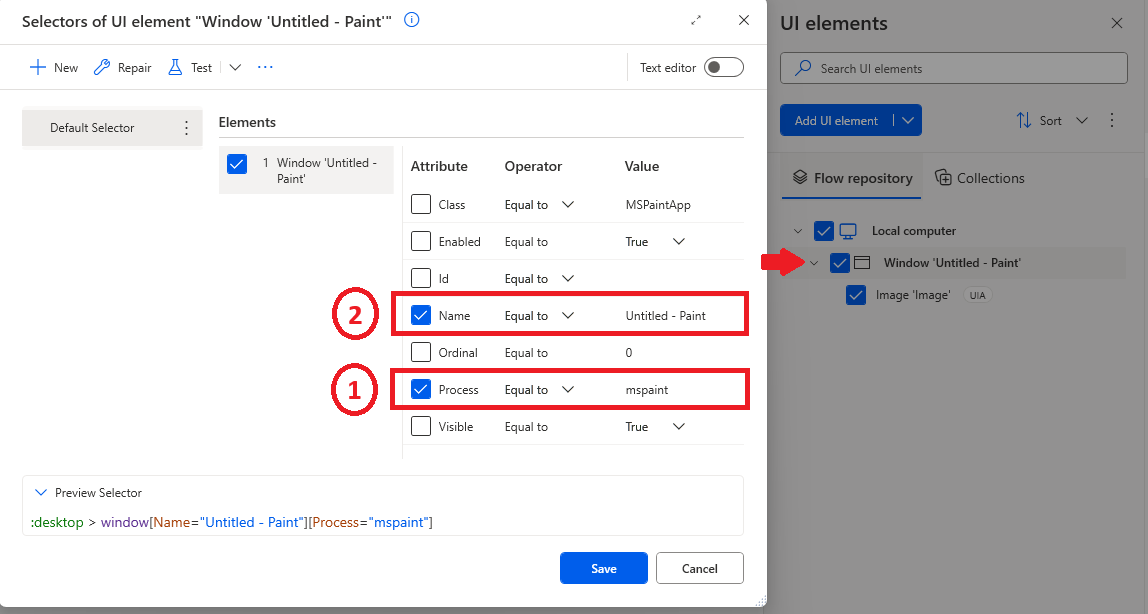 Selectors of UI element "Window 'Untitled - Paint'"
New Repair Test ... Text editor
Default Selector
Elements
1 Window 'Untitled -
Paint'
Attribute Operator Value
Class Equal to MSPaintApp
Enabled Equal to True
Id Equal to
2 Name Equal to Untitled - Paint
Ordinal Equal to 0
1 Process Equal to mspaint
Visible Equal to True
Preview Selector
:desktop > window[Name="Untitled - Paint"][Process="mspaint"]
Save Cancel
UI elements
Search UI elements
Add UI element Sort
Flow repository Collections
Local computer
Window 'Untitled - Paint'
Image 'Image' UIA